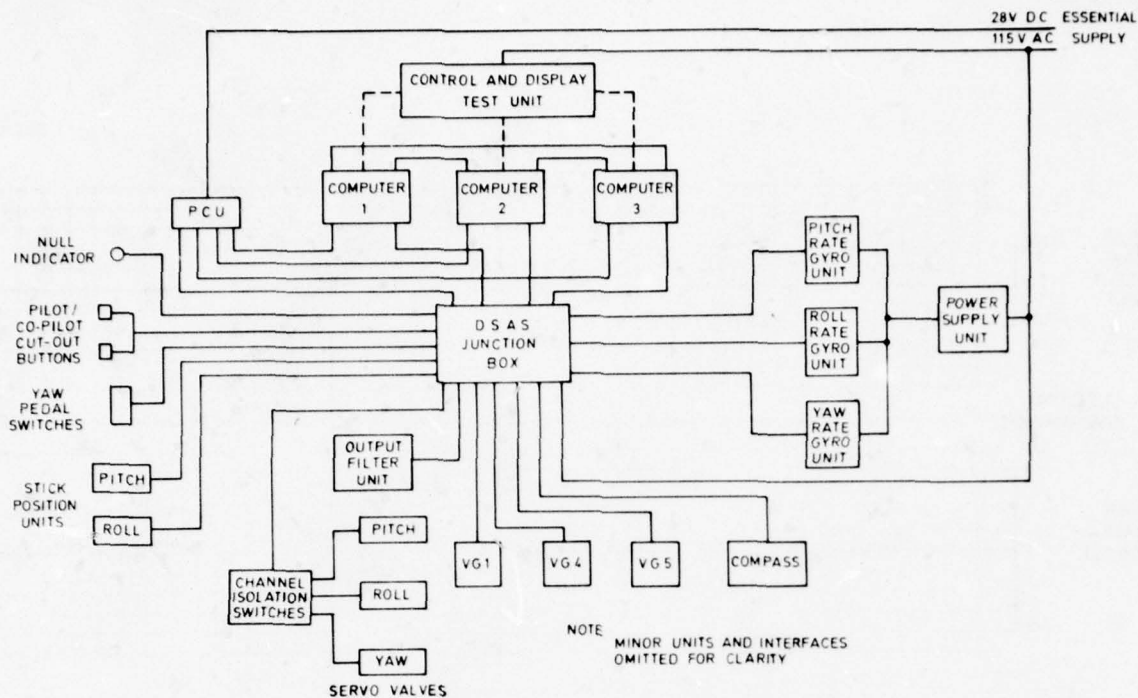 28V DC ESSENTIAL
115V AC SUPPLY
CONTROL AND DISPLAY
TEST UNIT
COMPUTER
1
COMPUTER
2
COMPUTER
3
PCU
NULL
INDICATOR
PITCH
RATE
GYRO
UNIT
PILOT/
CO-PILOT
CUT-OUT
BUTTONS
DSAS
JUNCTION
BOX
ROLL
RATE
GYRO
UNIT
POWER
SUPPLY
UNIT
YAW
PEDAL
SWITCHES
YAW
RATE
GYRO
UNIT
OUTPUT
FILTER
UNIT
STICK
POSITION
UNITS
PITCH
ROLL
PITCH
VG1
VG4
VG5
COMPASS
CHANNEL
ISOLATION
SWITCHES
ROLL
YAW
SERVO VALVES
NOTE
MINOR UNITS AND INTERFACES
OMITTED FOR CLARITY